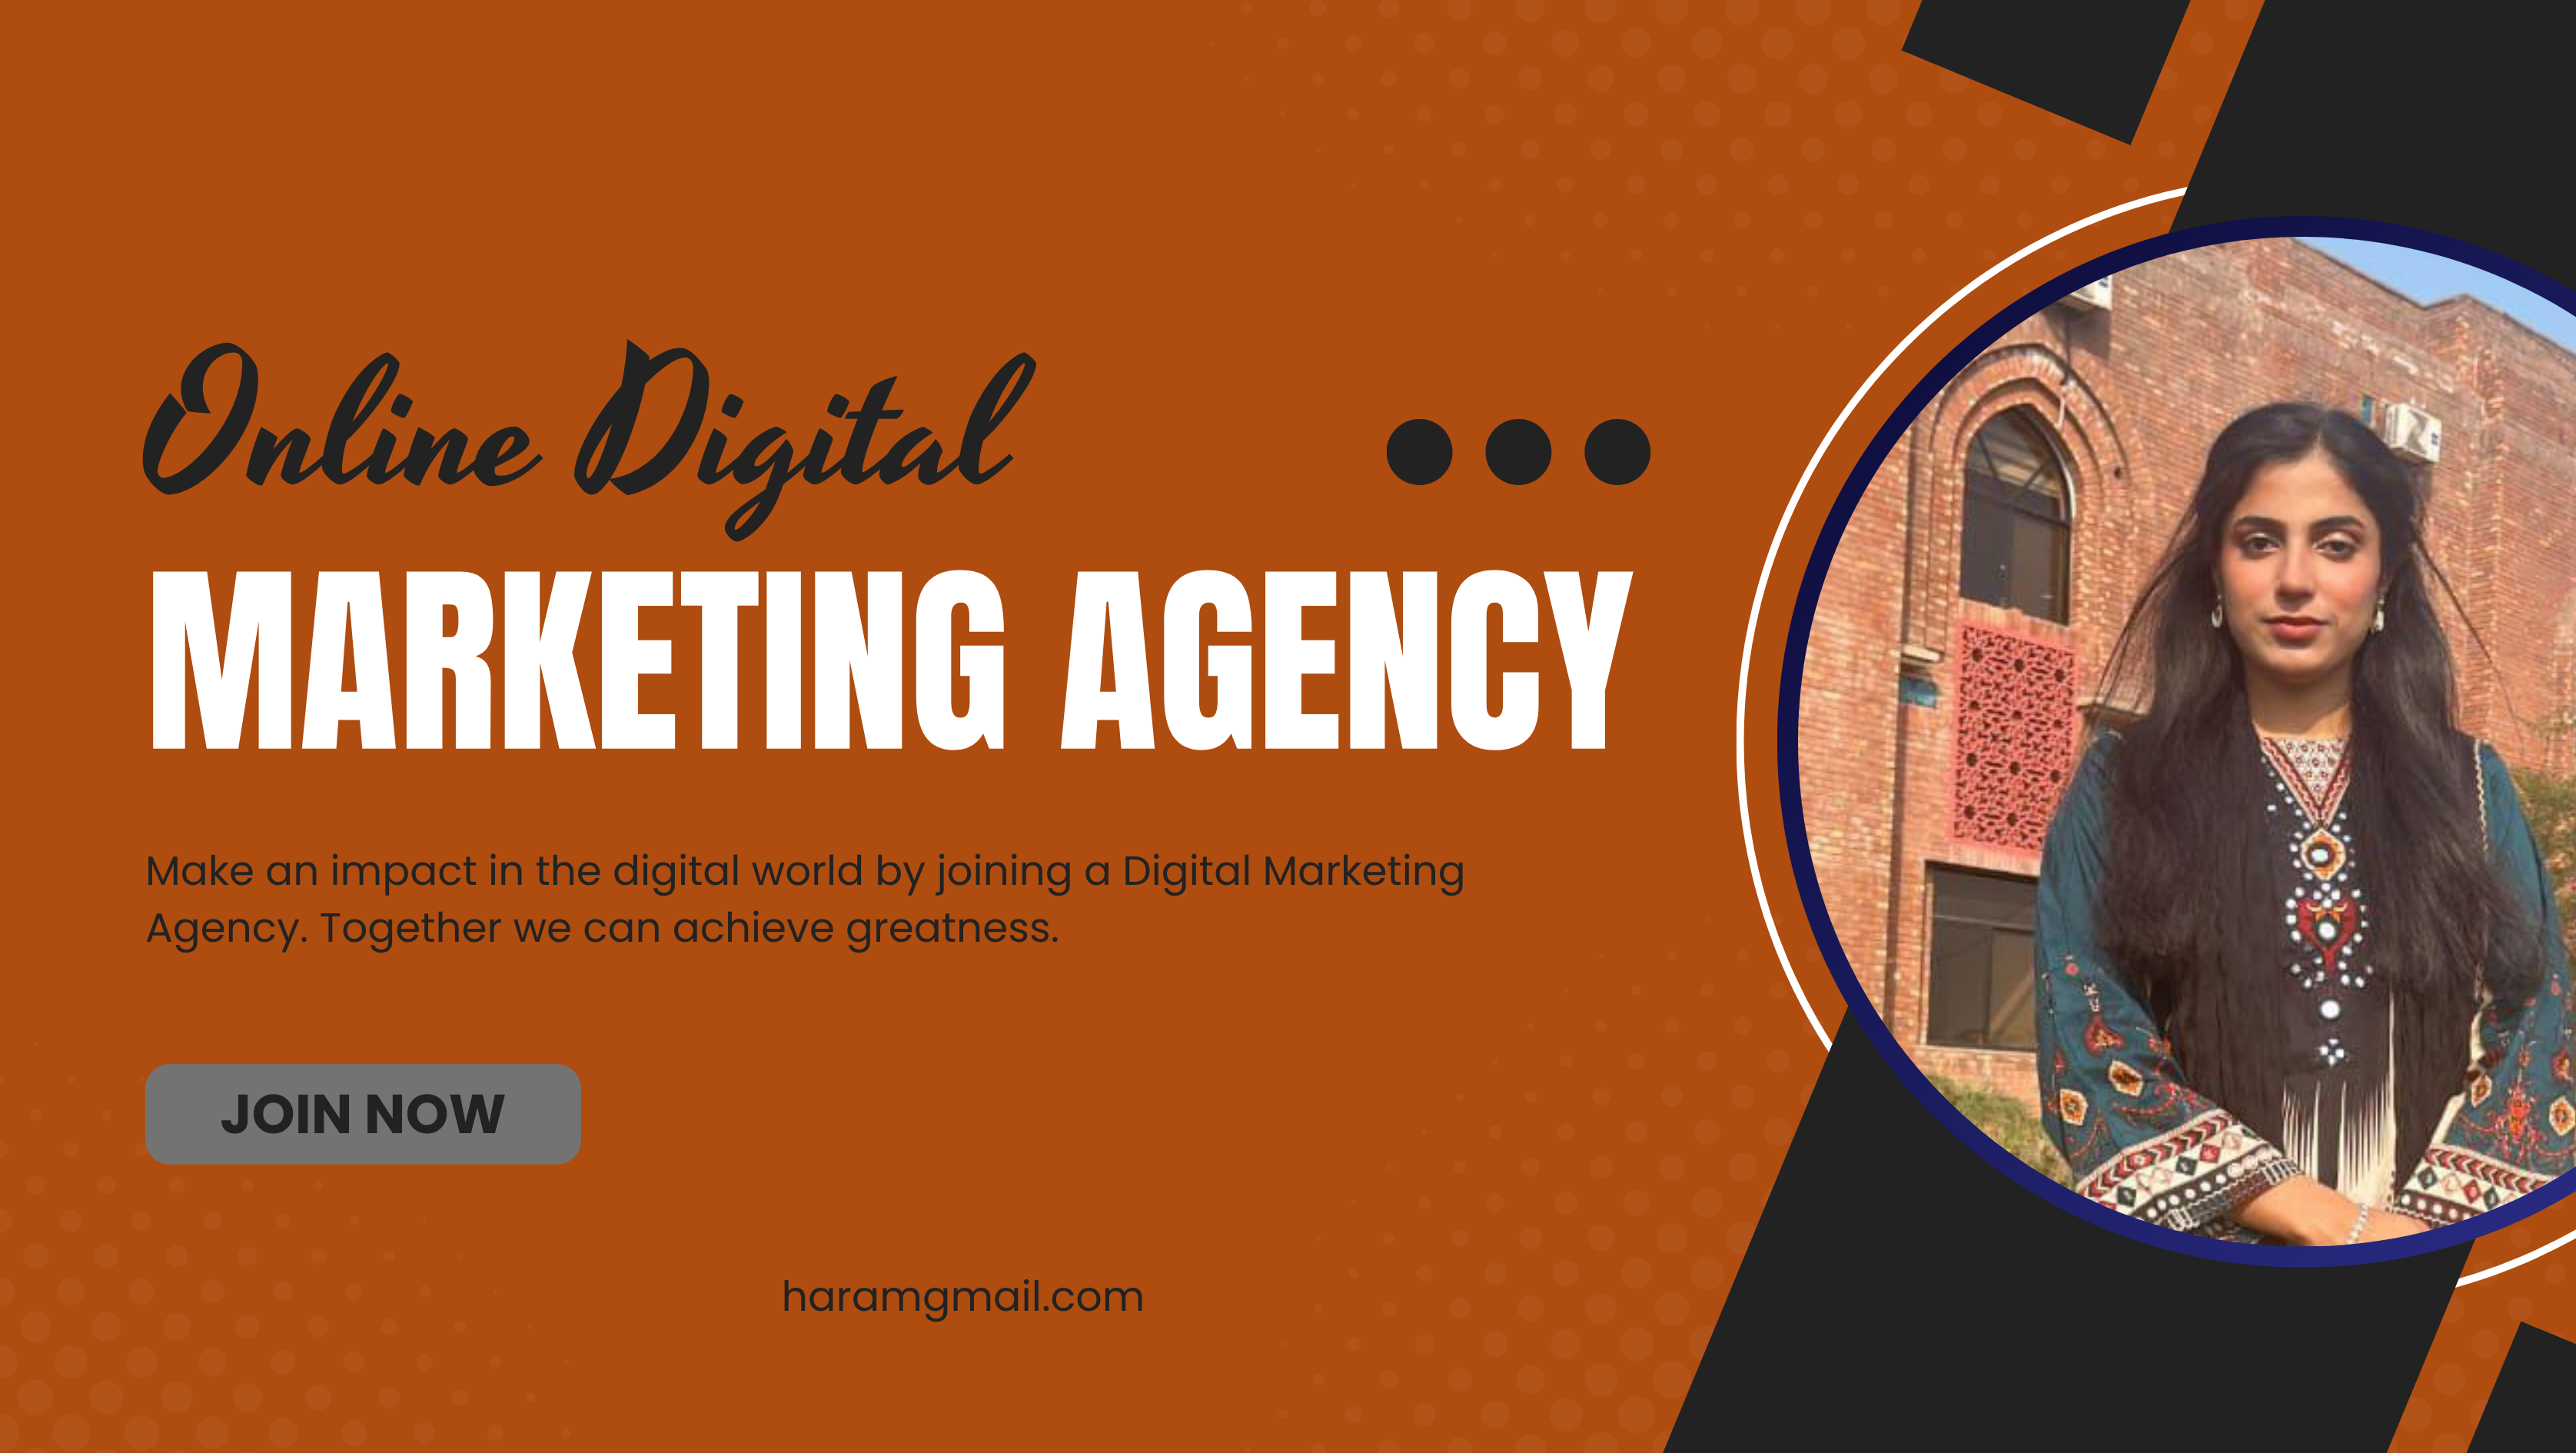 Online Digital
MARKETING AGENCY
Make an impact in the digital world by joining a Digital Marketing
Agency. Together we can achieve greatness.
JOIN NOW
haramgmail.com